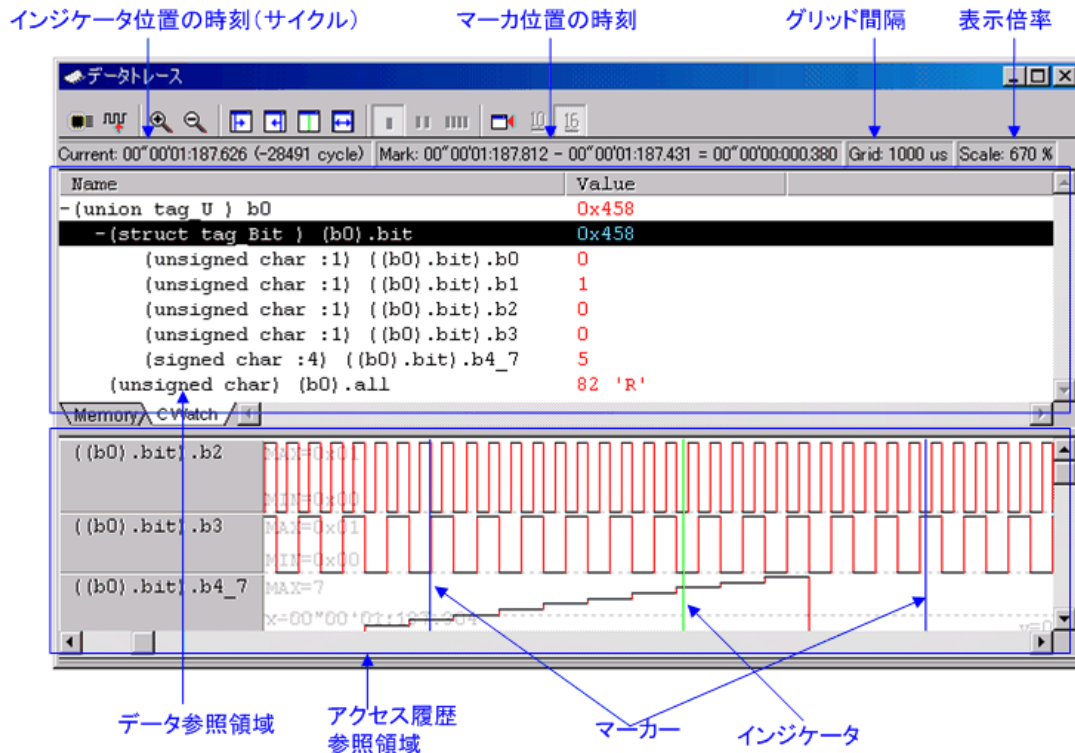 インジケータ位置の時刻(サイクル) マーカ位置の時刻 グリッド間隔 表示倍率
データトレース
10 16
Current: 00"00'01:187.626 (-28491 cycle) Mark: 00"00'01:187.812 - 00"00'01:187.431 = 00"00'00:000.380 Grid: 1000 us Scale: 670 %
Name Value
-(union tag_U ) b0 0x458
-(struct tag_Bit ) (b0).bit 0x458
(unsigned char :1) ((b0).bit).b0 0
(unsigned char :1) ((b0).bit).b1 1
(unsigned char :1) ((b0).bit).b2 0
(unsigned char :1) ((b0).bit).b3 0
(signed char :4) ((b0).bit).b4_7 5
(unsigned char) (b0).all 82 'R'
Memory C Watch
((b0).bit).b2 MAX=0x01
MIN=0x00
((b0).bit).b3 MAX=0x01
MIN=0x00
((b0).bit).b4_7 MAX=7
データ参照領域 アクセス履歴 マーカー インジケータ
参照領域